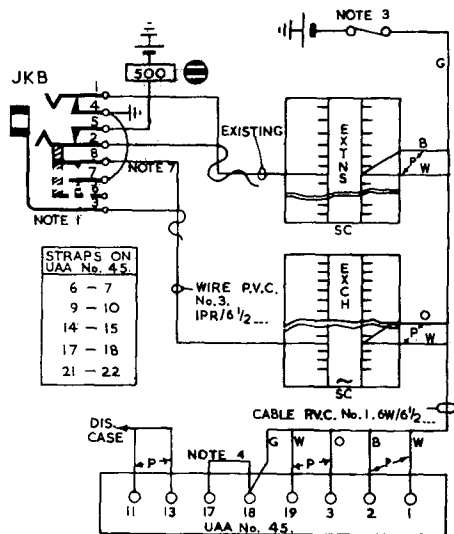 NOTE 3
JKB
500
G
1
4
5
2
8
7
6
3
EXISTING
EXTNS
B
P
W
NOTE 7
NOTE 1
SC
STRAPS ON
UAA No. 45.
6 - 7
9 - 10
14 - 15
17 - 18
21 - 22
WIRE P.V.C.
No.3.
1PR/6½...
EXCH
O
P
W
SC
CABLE P.V.C. No.1.6W/6½...
DIS.
CASE
P
NOTE 4
G
W
P
O
B
P
W
11
13
17
18
19
3
2
1
UAA No. 45.